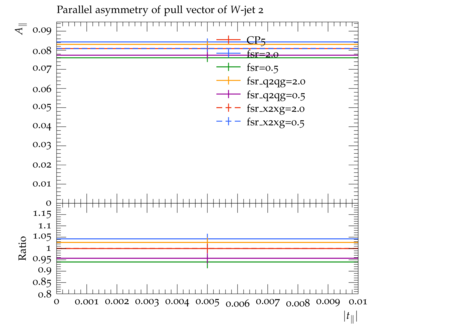 Parallel asymmetry of pull vector of W-jet 2
A∥
0.09
0.08
0.07
0.06
0.05
0.04
0.03
0.02
0.01
0
CP5
fsr=2.0
fsr=0.5
fsr_q2qg=2.0
fsr_q2qg=0.5
fsr_x2xg=2.0
fsr_x2xg=0.5
Ratio
1.15
1.1
1.05
1
0.95
0.9
0.85
0.8
0 0.001 0.002 0.003 0.004 0.005 0.006 0.007 0.008 0.009 0.01
|t∥|